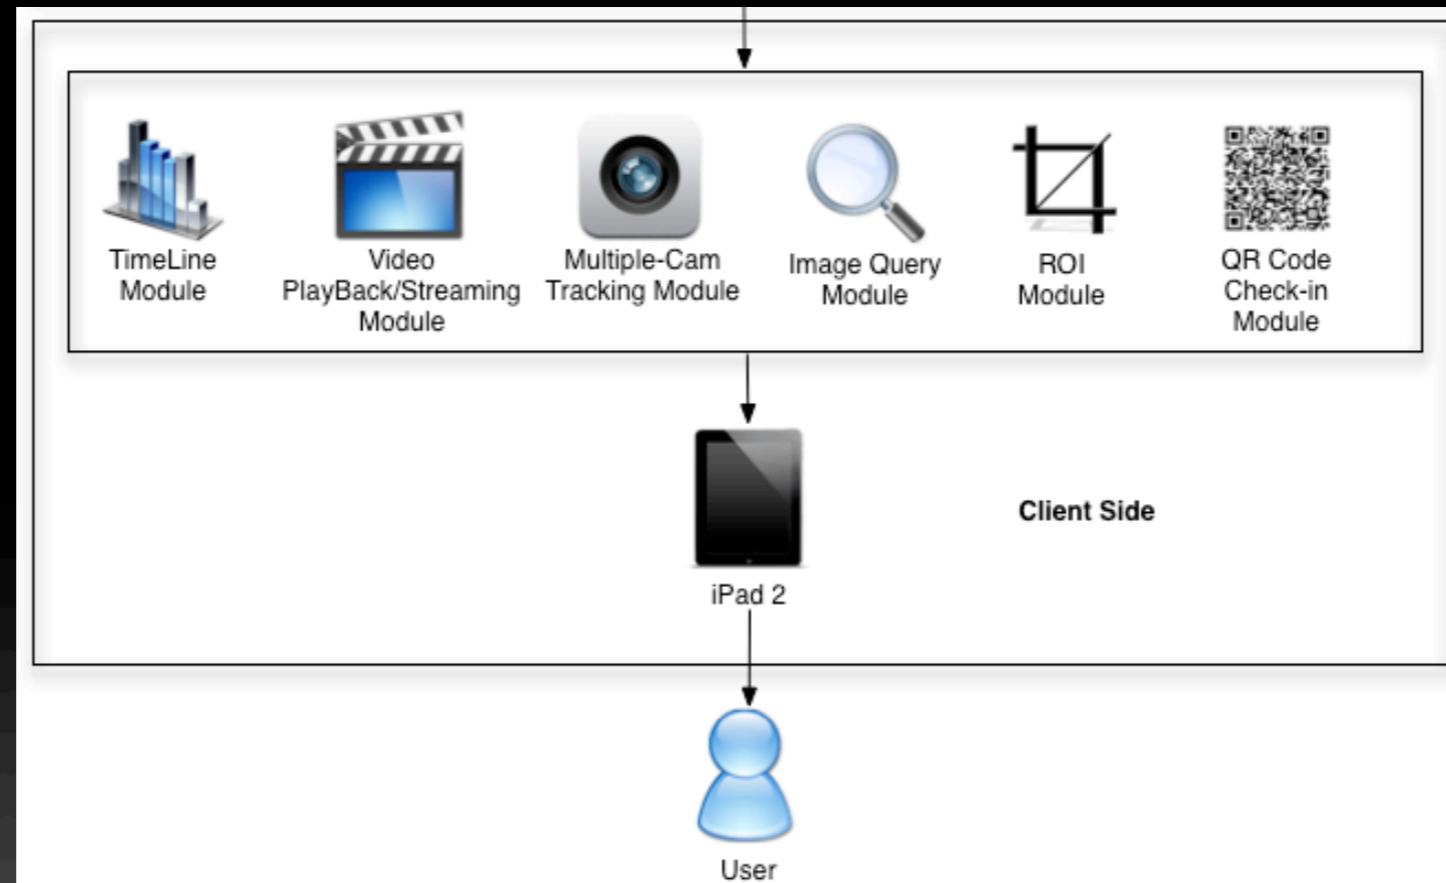 TimeLine
Module
Video
PlayBack/Streaming
Module
Multiple-Cam
Tracking Module
Image Query
Module
ROI
Module
QR Code
Check-in
Module
iPad 2
Client Side
User